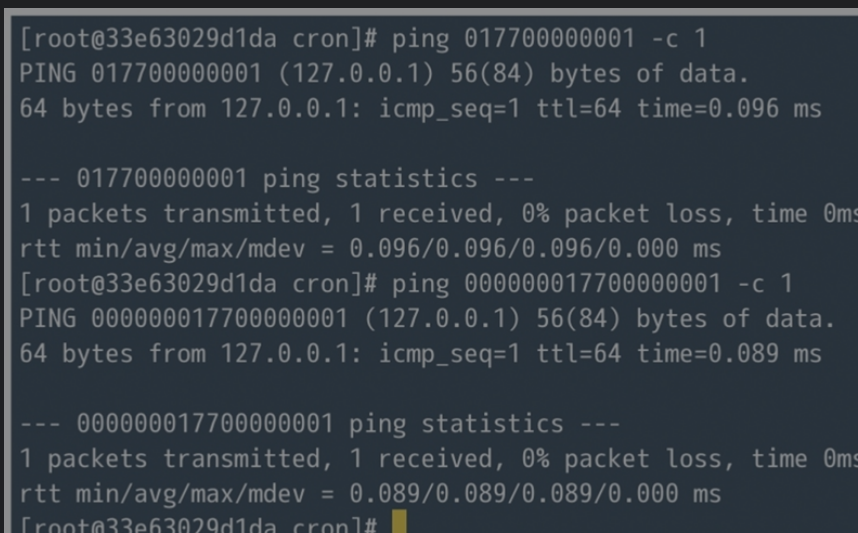 [root@33e63029d1da cron]# ping 017700000001 -c 1
PING 017700000001 (127.0.0.1) 56(84) bytes of data.
64 bytes from 127.0.0.1: icmp_seq=1 ttl=64 time=0.096 ms
--- 017700000001 ping statistics ---
1 packets transmitted, 1 received, 0% packet loss, time 0ms
rtt min/avg/max/mdev = 0.096/0.096/0.096/0.000 ms
[root@33e63029d1da cron]# ping 000000017700000001 -c 1
PING 000000017700000001 (127.0.0.1) 56(84) bytes of data.
64 bytes from 127.0.0.1: icmp_seq=1 ttl=64 time=0.089 ms
--- 000000017700000001 ping statistics ---
1 packets transmitted, 1 received, 0% packet loss, time 0ms
rtt min/avg/max/mdev = 0.089/0.089/0.089/0.000 ms
[root@33e63029d1da cron]#